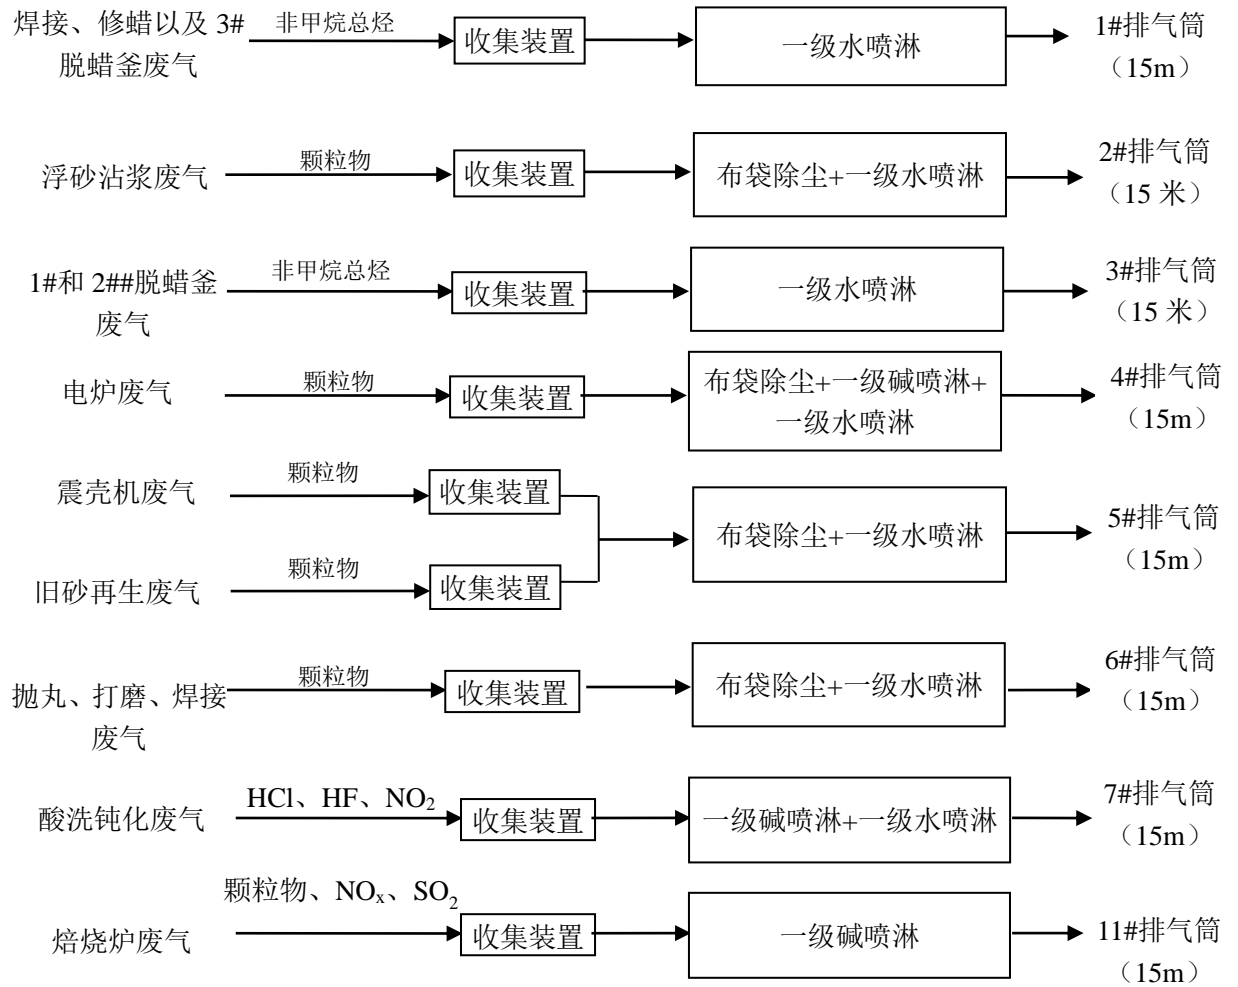 焊接、修蜡以及 3#
脱蜡釜废气
非甲烷总烃
收集装置
一级水喷淋
1#排气筒
（15m）
浮砂沾浆废气
颗粒物
收集装置
布袋除尘+一级水喷淋
2#排气筒
（15 米）
1#和 2##脱蜡釜
废气
非甲烷总烃
收集装置
一级水喷淋
3#排气筒
（15 米）
电炉废气
颗粒物
收集装置
布袋除尘+一级碱喷淋+
一级水喷淋
4#排气筒
（15m）
震壳机废气
颗粒物
收集装置
旧砂再生废气
颗粒物
收集装置
布袋除尘+一级水喷淋
5#排气筒
（15m）
抛丸、打磨、焊接
废气
颗粒物
收集装置
布袋除尘+一级水喷淋
6#排气筒
（15m）
酸洗钝化废气
HCl、HF、NO₂
收集装置
一级碱喷淋+一级水喷淋
7#排气筒
（15m）
焙烧炉废气
颗粒物、NOₓ、SO₂
收集装置
一级碱喷淋
11#排气筒
（15m）